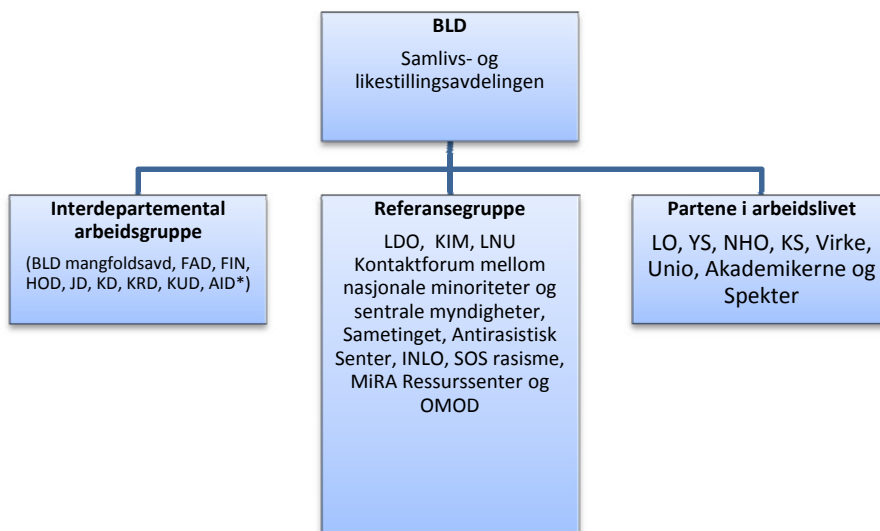 BLD
Samlivs- og
likestillingsavdelingen
Interdepartemental
arbeidsgruppe
(BLD mangfoldsavd, FAD, FIN,
HOD, JD, KD, KRD, KUD, AID*)
Referansegruppe
LDO, KIM, LNU
Kontaktforum mellom
nasjonale minoriteter og
sentrale myndigheter,
Sametinget, Antirasistisk
Senter, INLO, SOS rasisme,
MiRA Ressurssenter og
OMOD
Partene i arbeidslivet
LO, YS, NHO, KS, Virke,
Unio, Akademikerne og
Spekter